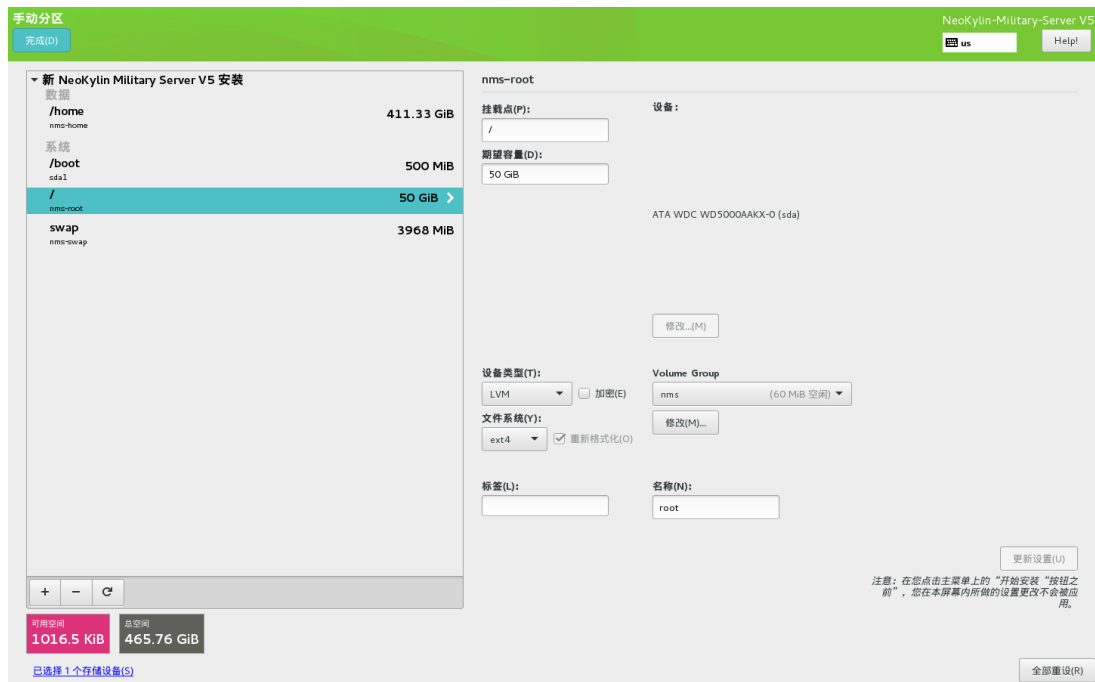 手动分区
NeoKylin-Military-Server V5
完成(D)
us
Help!
新 NeoKylin Military Server V5 安装
数据
/home
411.33 GiB
nms-home
系统
/boot
500 MiB
sda1
/
50 GiB
nms-root
swap
3968 MiB
nms-swap
nms-root
挂载点(P):
设备:
/
期望容量(D):
50 GiB
ATA WDC WD5000AAKX-0 (sda)
修改...(M)
设备类型(T):
Volume Group
LVM
加密(E)
nms
(60 MiB 空闲)
文件系统(Y):
修改(M)...
ext4
重新格式化(O)
标签(L):
名称(N):
root
更新设置(U)
注意:在您点击主菜单上的“开始安装“按钮之
前”,您在本屏幕内所做的设置更改不会被应
用。
+ −
可用空间
1016.5 KiB
总空间
465.76 GiB
已选择 1 个存储设备(S)
全部重设(R)